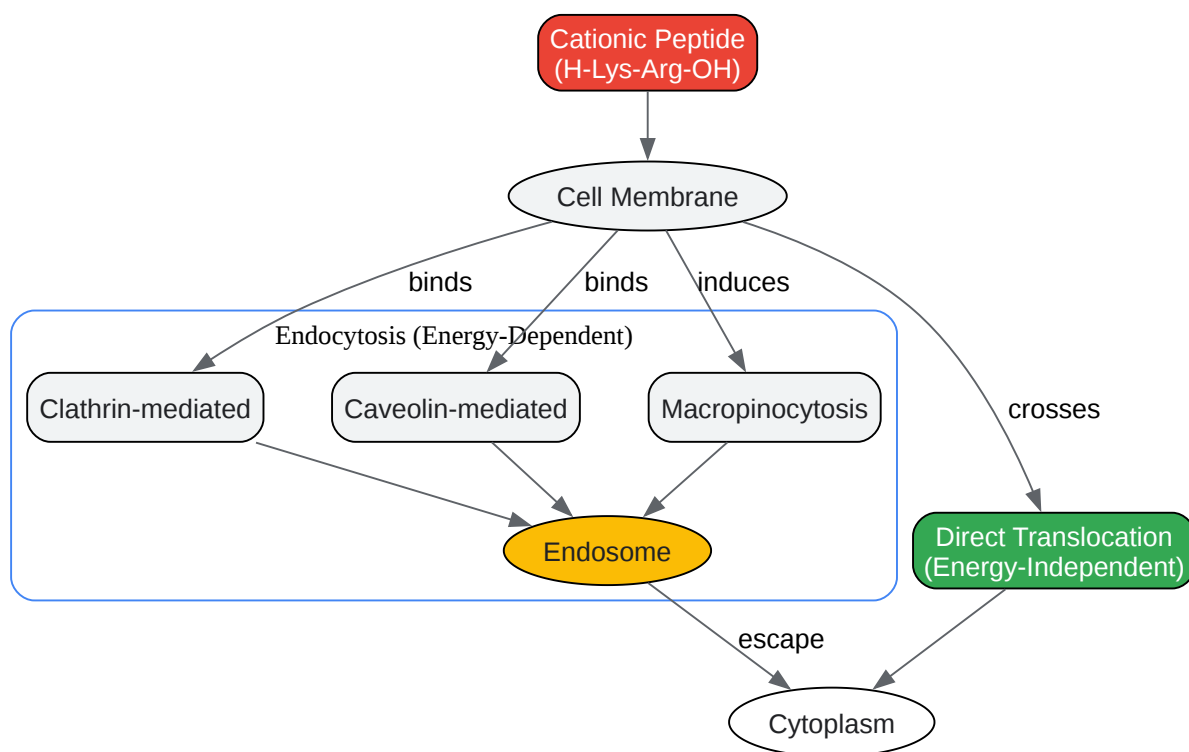 Cationic Peptide
(H-Lys-Arg-OH)
Cell Membrane
binds
binds
induces
Endocytosis (Energy-Dependent)
Clathrin-mediated
Caveolin-mediated
Macropinocytosis
crosses
Endosome
Direct Translocation
(Energy-Independent)
escape
Cytoplasm